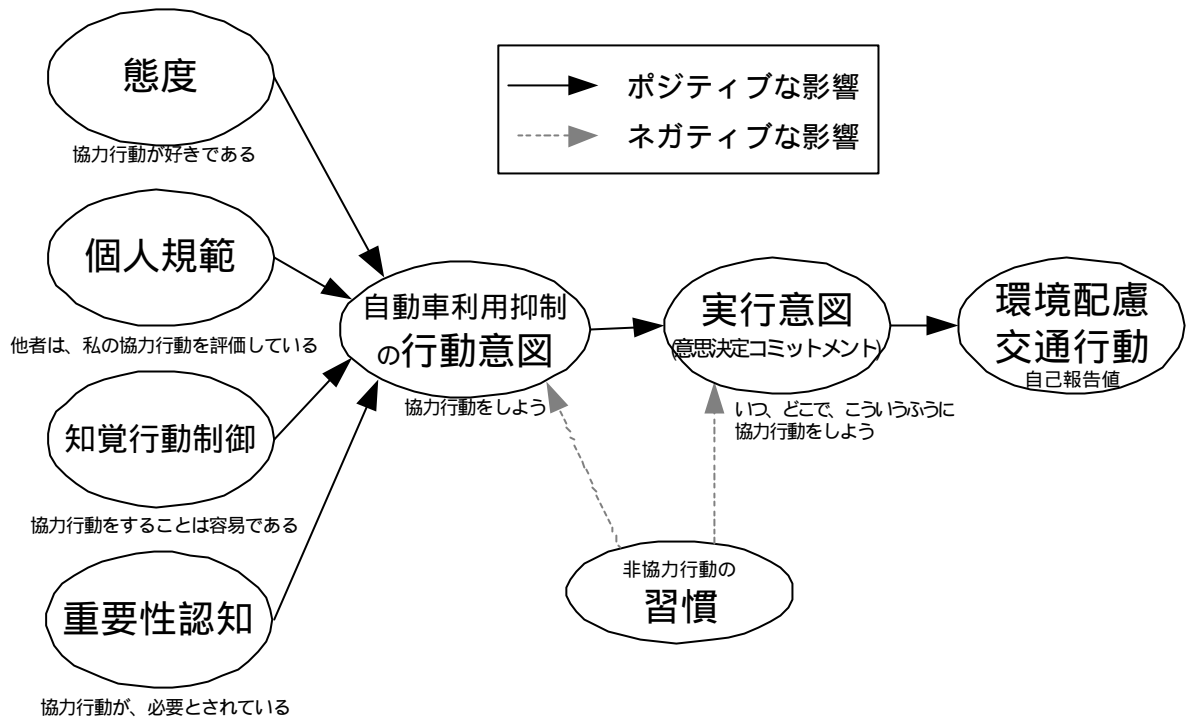 態度
協力行動が好きである
個人規範
他者は、私の協力行動を評価している
知覚行動制御
協力行動をすることは容易である
重要性認知
協力行動が、必要とされている
ポジティブな影響
ネガティブな影響
自動車利用抑制
の行動意図
協力行動をしよう
実行意図
(意思決定コミットメント)
いつ、どこで、こういうふうに
協力行動をしよう
環境配慮
交通行動
自己報告値
非協力行動の
習慣